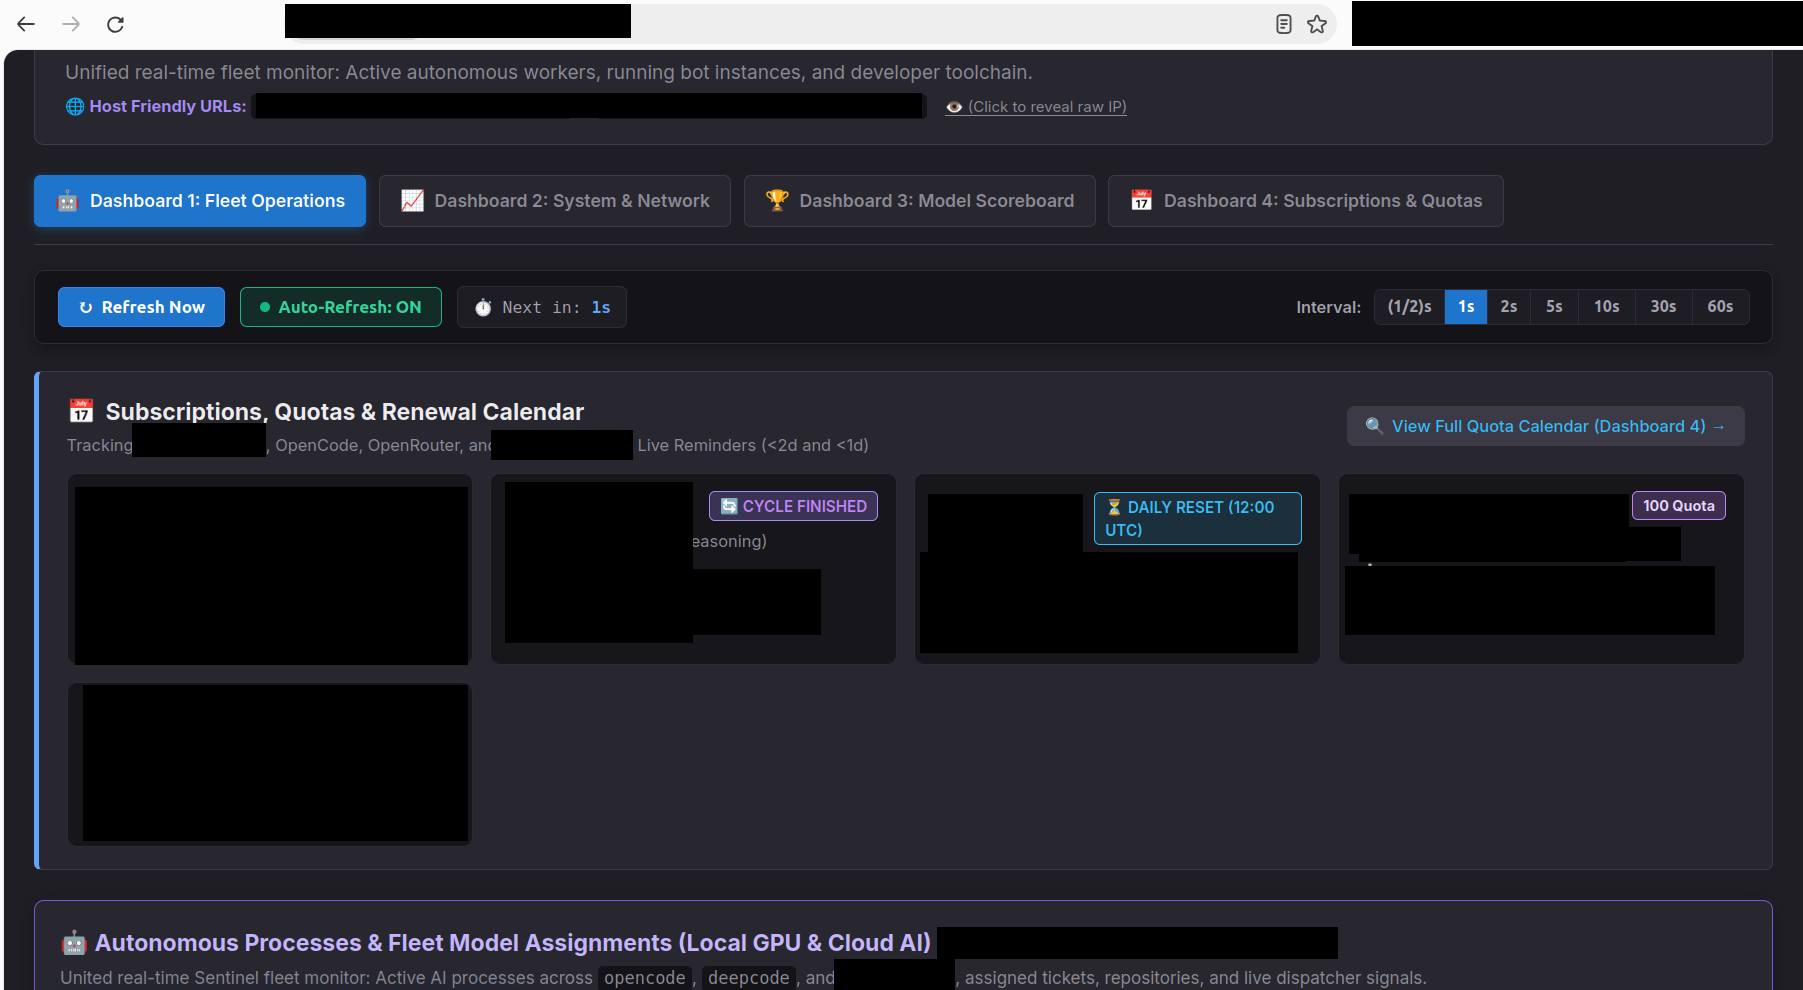 Unified real-time fleet monitor: Active autonomous workers, running bot instances, and developer toolchain.
🌐 Host Friendly URLs:
👁️ (Click to reveal raw IP)
🤖 Dashboard 1: Fleet Operations
📈 Dashboard 2: System & Network
🏆 Dashboard 3: Model Scoreboard
📅 Dashboard 4: Subscriptions & Quotas
↻ Refresh Now
Auto-Refresh: ON
⏱️ Next in: 1s
Interval:
(1/2)s
1s
2s
5s
10s
30s
60s
📅 Subscriptions, Quotas & Renewal Calendar
Tracking , OpenCode, OpenRouter, and Live Reminders (<2d and <1d)
🔍 View Full Quota Calendar (Dashboard 4) →
🔄 CYCLE FINISHED
easoning)
⏳ DAILY RESET (12:00
UTC)
100 Quota
🤖 Autonomous Processes & Fleet Model Assignments (Local GPU & Cloud AI)
United real-time Sentinel fleet monitor: Active AI processes across opencode, deepcode, and , assigned tickets, repositories, and live dispatcher signals.